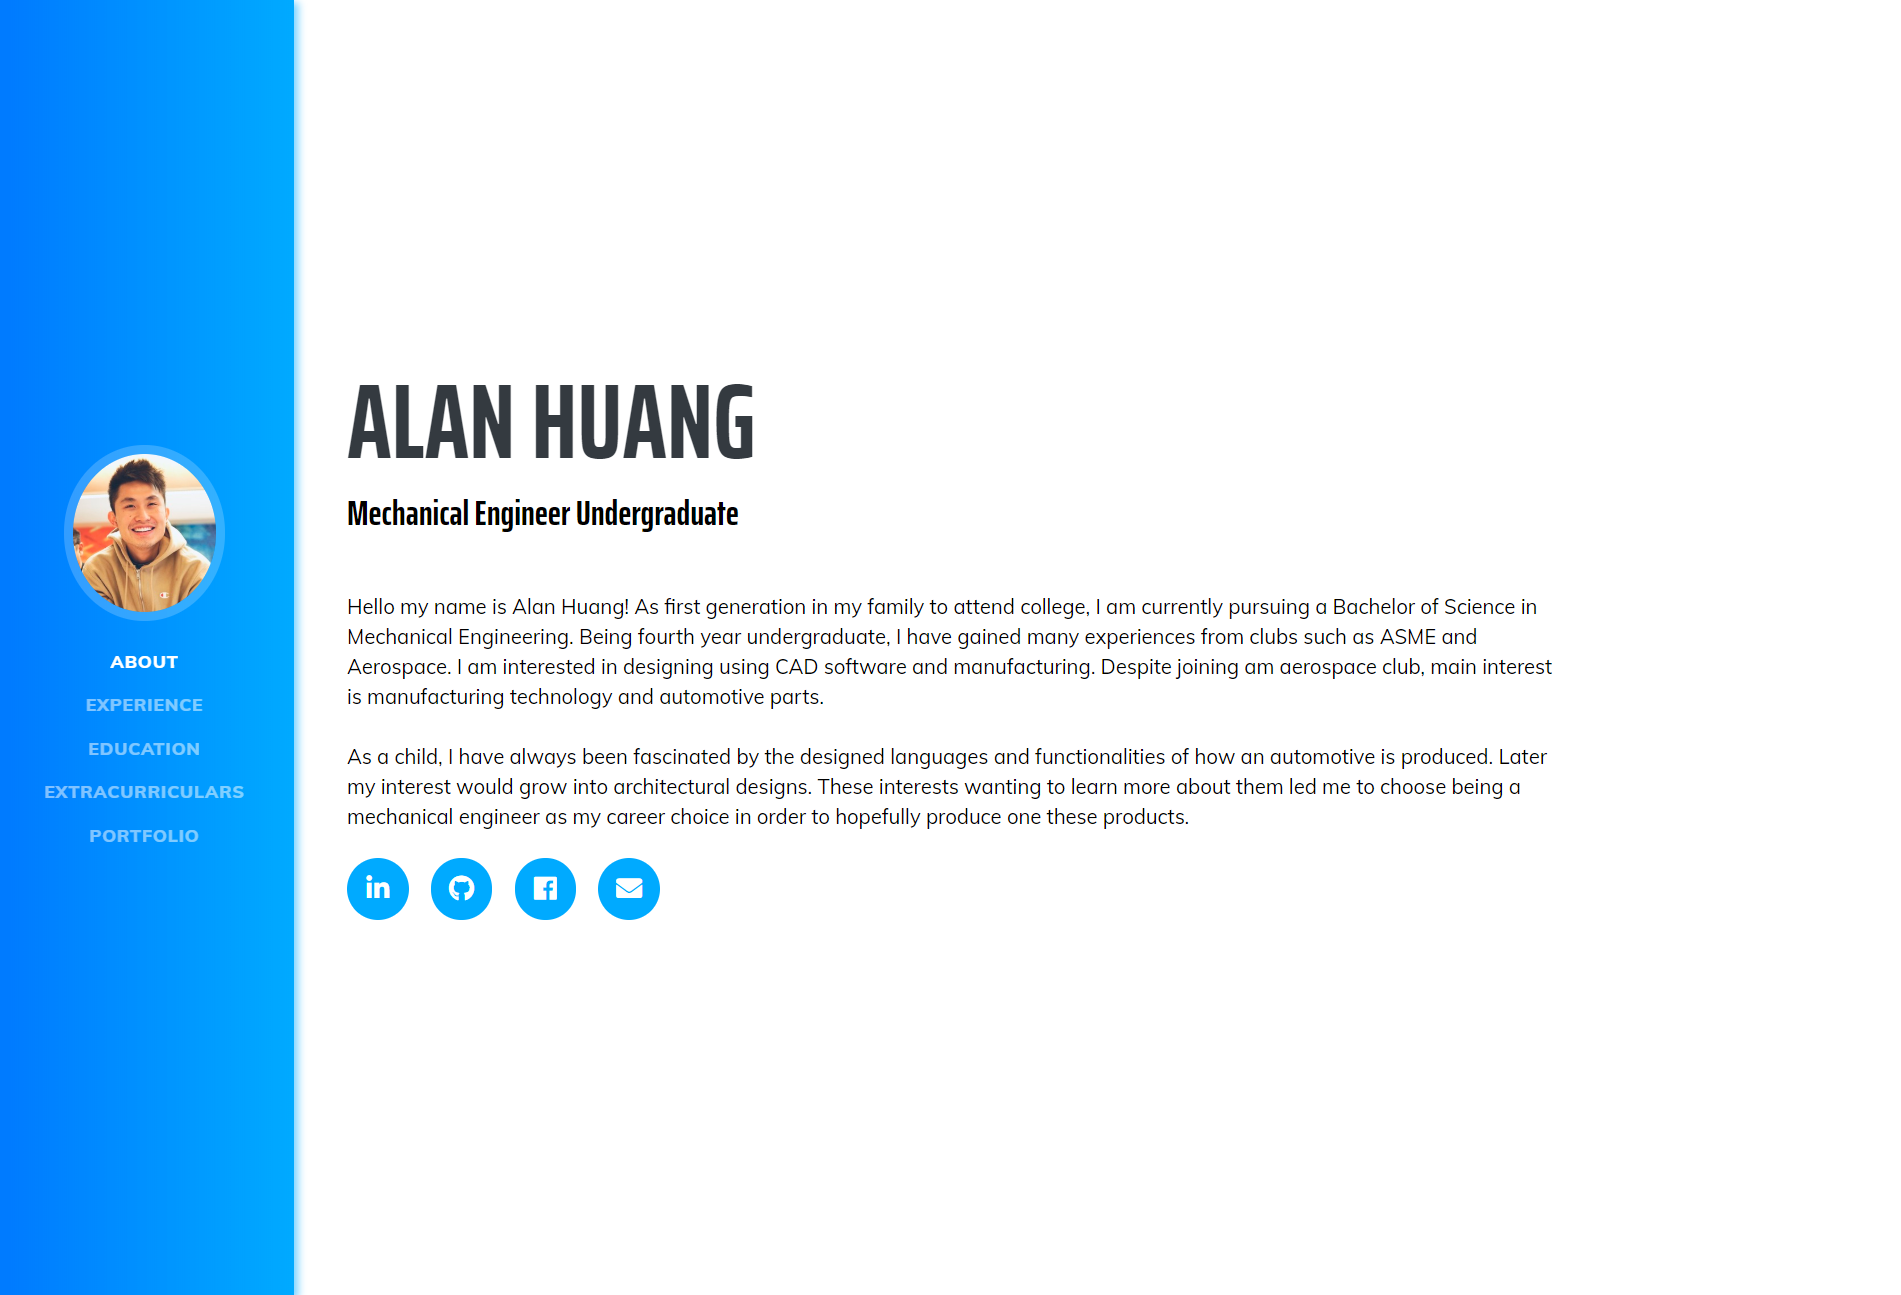 ABOUT
EXPERIENCE
EDUCATION
EXTRACURRICULARS
PORTFOLIO
ALAN HUANG
Mechanical Engineer Undergraduate
Hello my name is Alan Huang! As first generation in my family to attend college, I am currently pursuing a Bachelor of Science in
Mechanical Engineering. Being fourth year undergraduate, I have gained many experiences from clubs such as ASME and
Aerospace. I am interested in designing using CAD software and manufacturing. Despite joining am aerospace club, main interest
is manufacturing technology and automotive parts.
As a child, I have always been fascinated by the designed languages and functionalities of how an automotive is produced. Later
my interest would grow into architectural designs. These interests wanting to learn more about them led me to choose being a
mechanical engineer as my career choice in order to hopefully produce one these products.